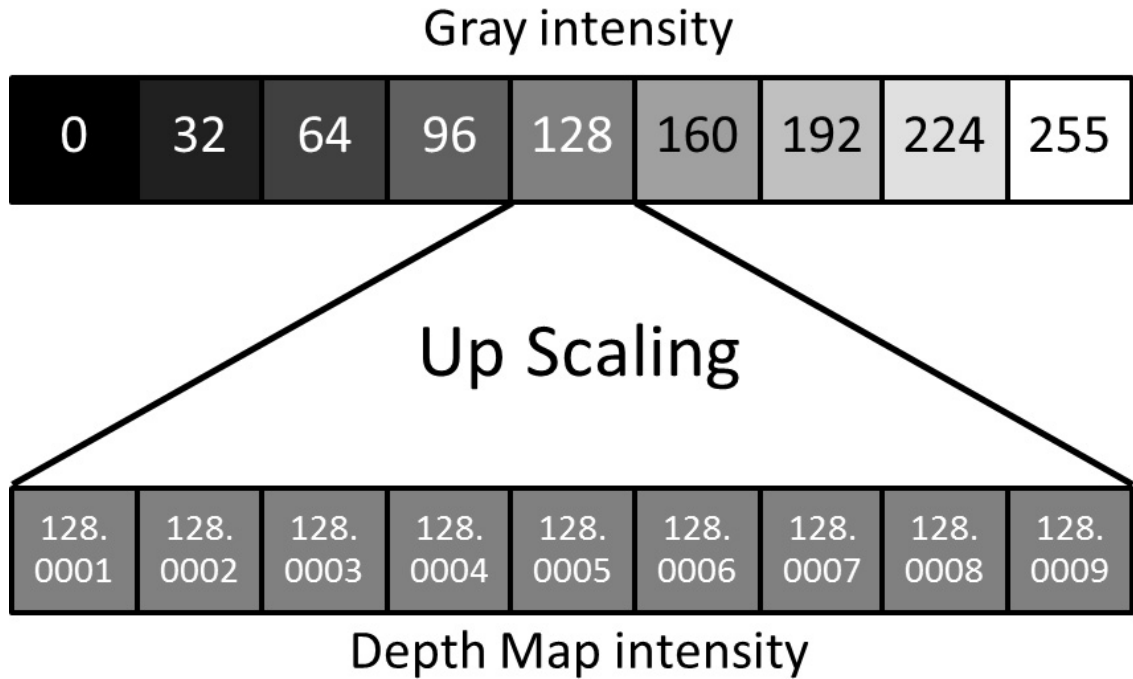 Gray intensity
0 32 64 96 128 160 192 224 255
Up Scaling
128. 128. 128. 128. 128. 128. 128. 128. 128.
0001 0002 0003 0004 0005 0006 0007 0008 0009
Depth Map intensity